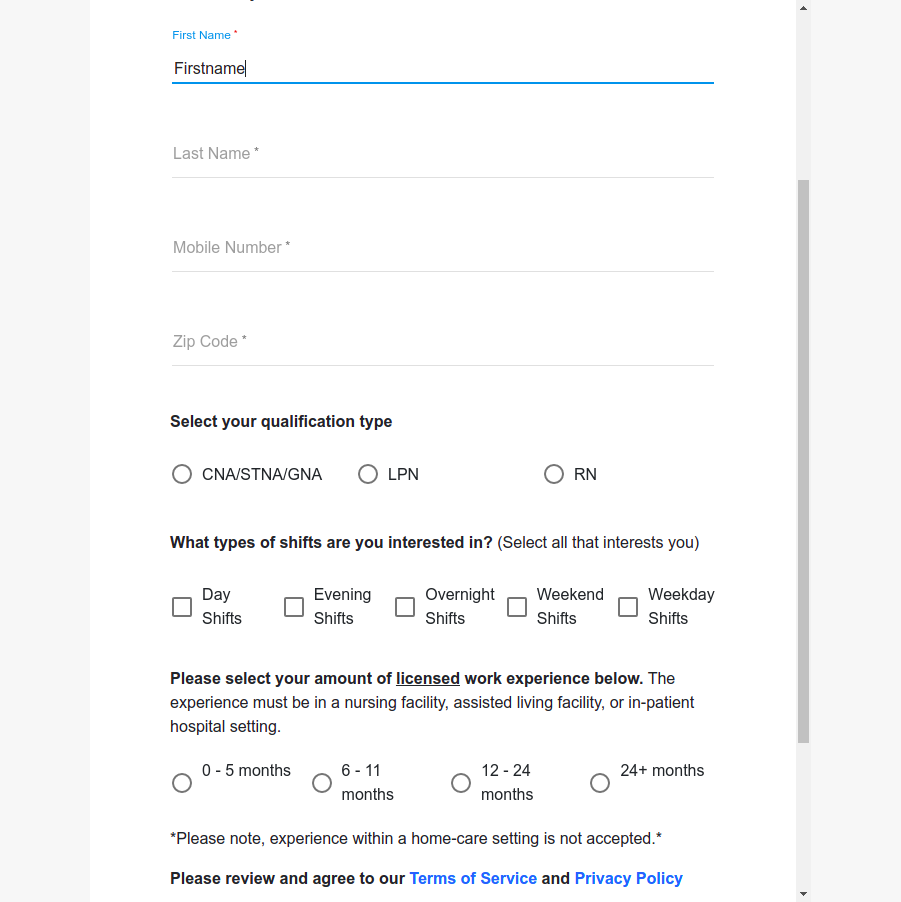 First Name *
Firstname
Last Name *
Mobile Number *
Zip Code *
Select your qualification type
CNA/STNA/GNA LPN RN
What types of shifts are you interested in? (Select all that interests you)
Day Shifts
Evening Shifts
Overnight Shifts
Weekend Shifts
Weekday Shifts
Please select your amount of licensed work experience below. The
experience must be in a nursing facility, assisted living facility, or in-patient
hospital setting.
0 - 5 months
6 - 11 months
12 - 24 months
24+ months
*Please note, experience within a home-care setting is not accepted.*
Please review and agree to our Terms of Service and Privacy Policy